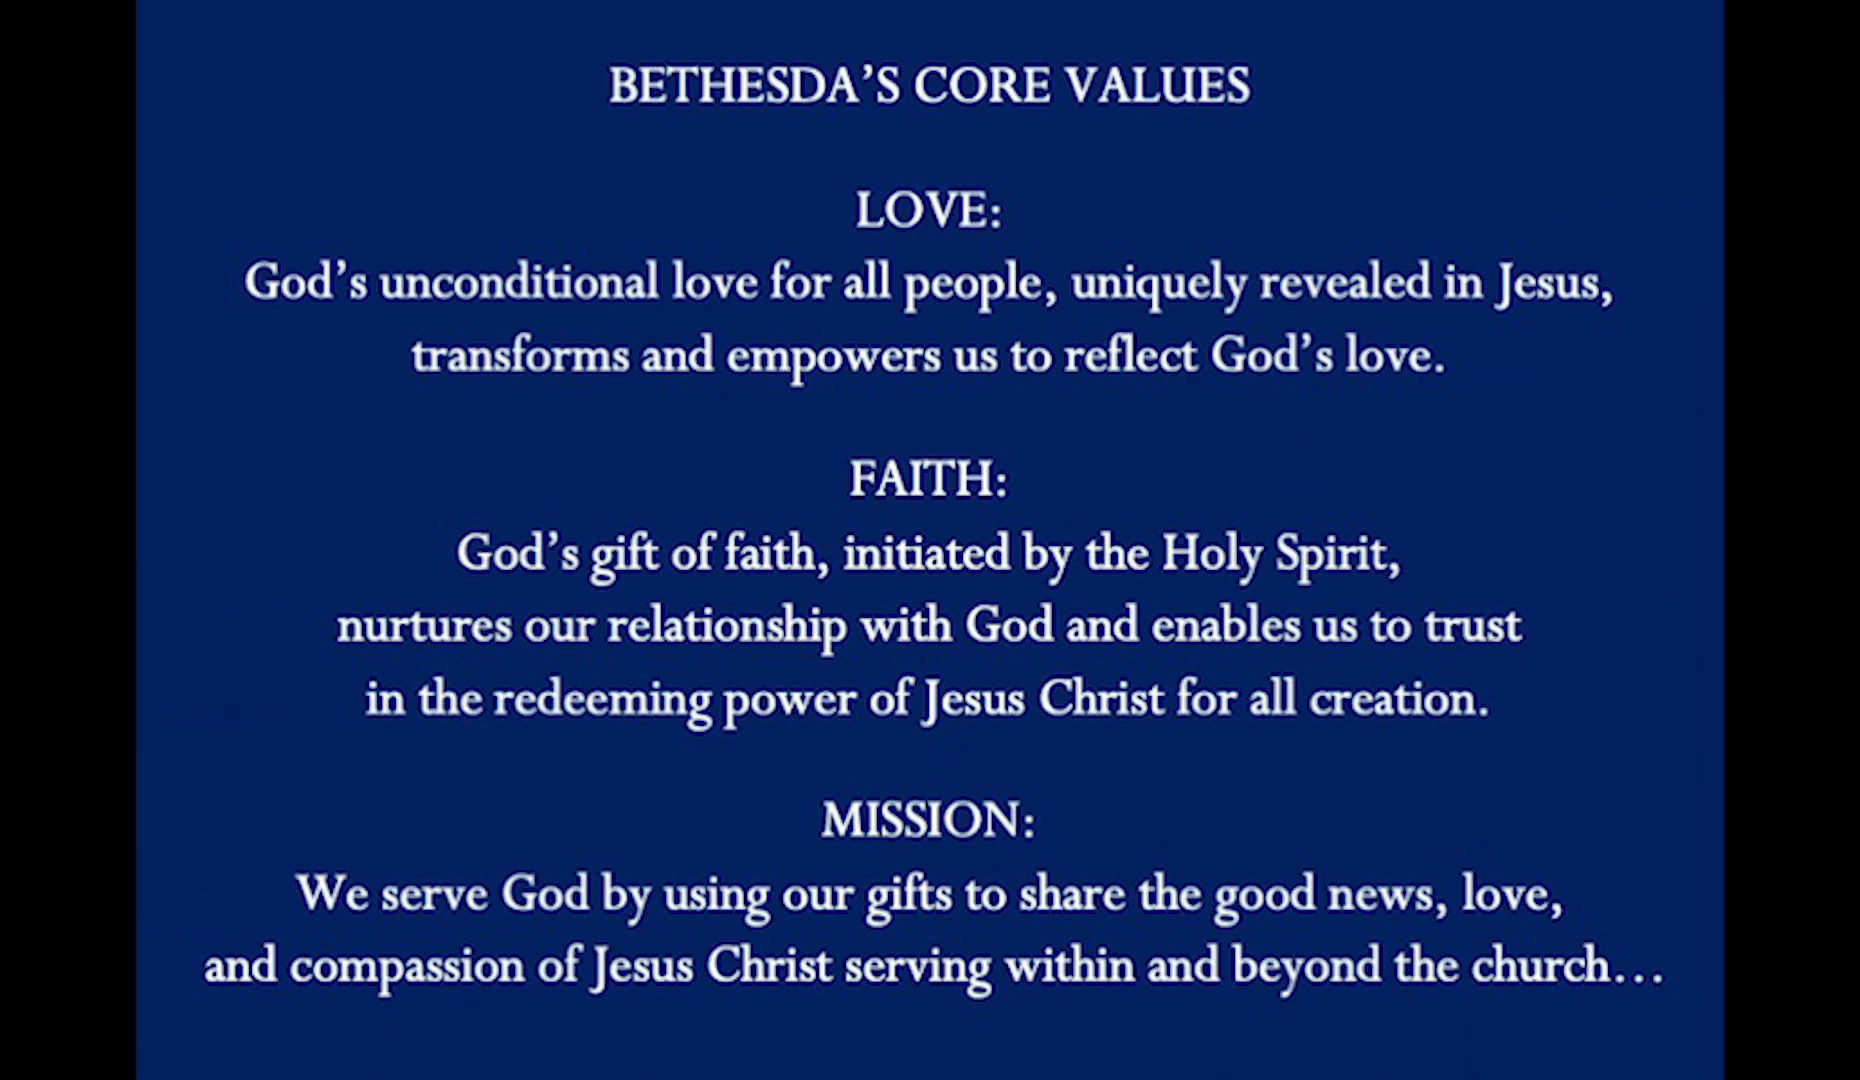 BETHESDA’S CORE VALUES
LOVE:
God’s unconditional love for all people, uniquely revealed in Jesus,
transforms and empowers us to reflect God’s love.
FAITH:
God’s gift of faith, initiated by the Holy Spirit,
nurtures our relationship with God and enables us to trust
in the redeeming power of Jesus Christ for all creation.
MISSION:
We serve God by using our gifts to share the good news, love,
and compassion of Jesus Christ serving within and beyond the church…